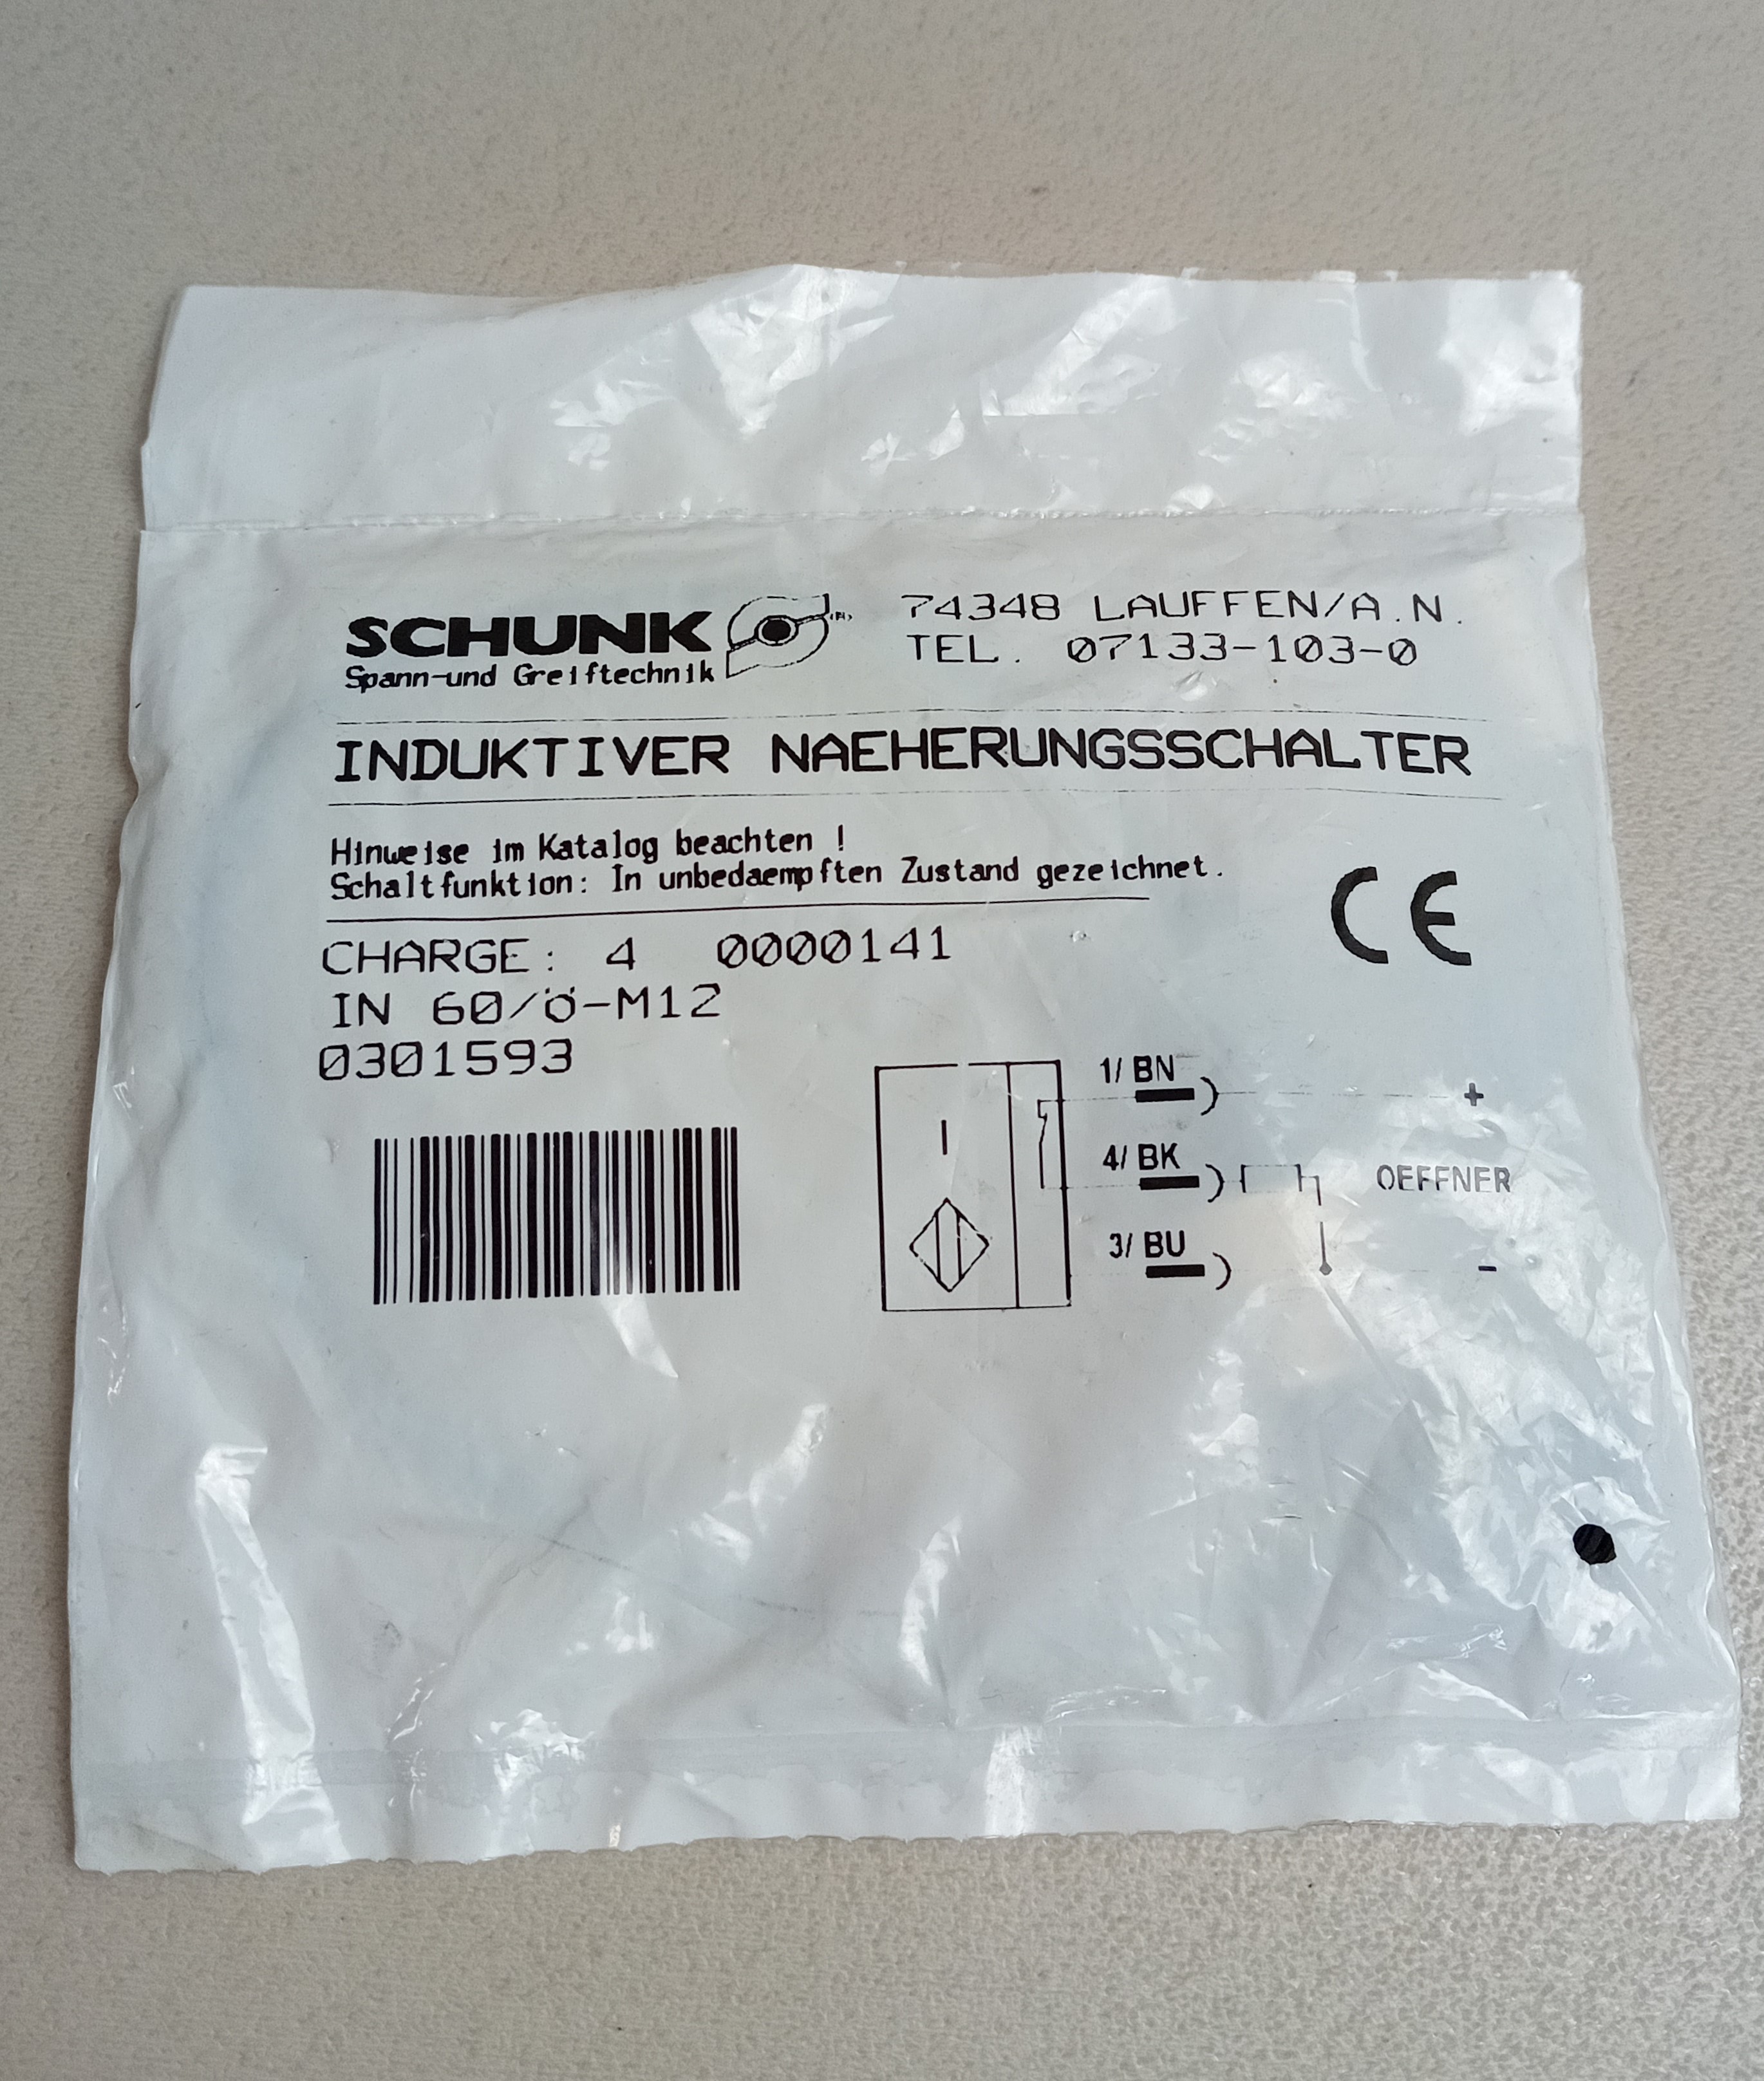 SCHUNK
Spann-und Greiftechnik
74348 LAUFFEN/A.N.
TEL. 07133-103-0
INDUKTIVER NAEHERUNGSSCHALTER
Hinweise im Katalog beachten !
Schaltfunktion: In unbedaempften Zustand gezeichnet.
CE
CHARGE: 4 0000141
IN 60/Ö-M12
0301593
1/ BN +
4/ BK OEFFNER
3/ BU -